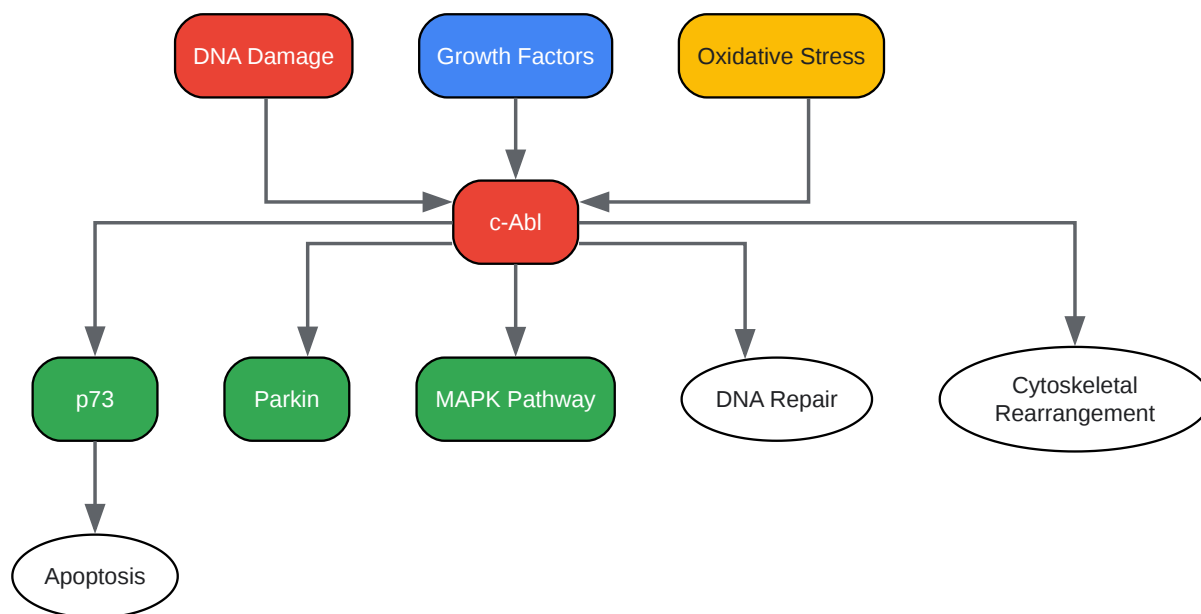 DNA Damage
Growth Factors
Oxidative Stress
c-Abl
p73
Parkin
MAPK Pathway
DNA Repair
Cytoskeletal
Rearrangement
Apoptosis